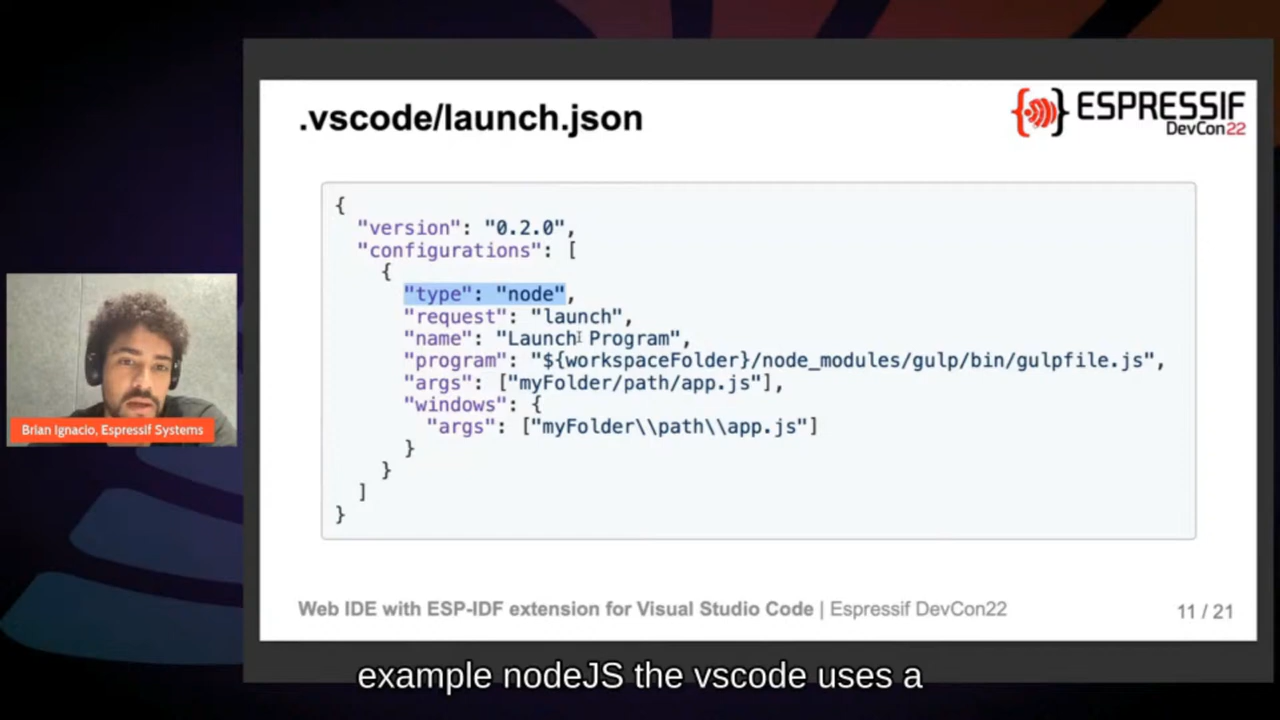 .vscode/launch.json
ESPRESSIF
DevCon22
{
"version": "0.2.0",
"configurations": [
{
"type": "node",
"request": "launch",
"name": "Launch Program",
"program": "${workspaceFolder}/node_modules/gulp/bin/gulpfile.js",
"args": ["myFolder/path/app.js"],
"windows": {
"args": ["myFolder\\path\\app.js"]
}
}
]
}
Brian Ignacio, Espressif Systems
Web IDE with ESP-IDF extension for Visual Studio Code | Espressif DevCon22
11 / 21
example nodeJS the vscode uses a